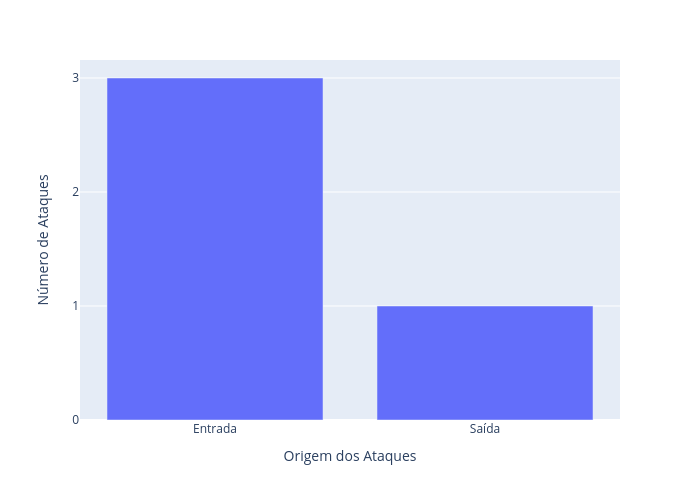 3
2
1
0
Número de Ataques
Entrada
Saída
Origem dos Ataques